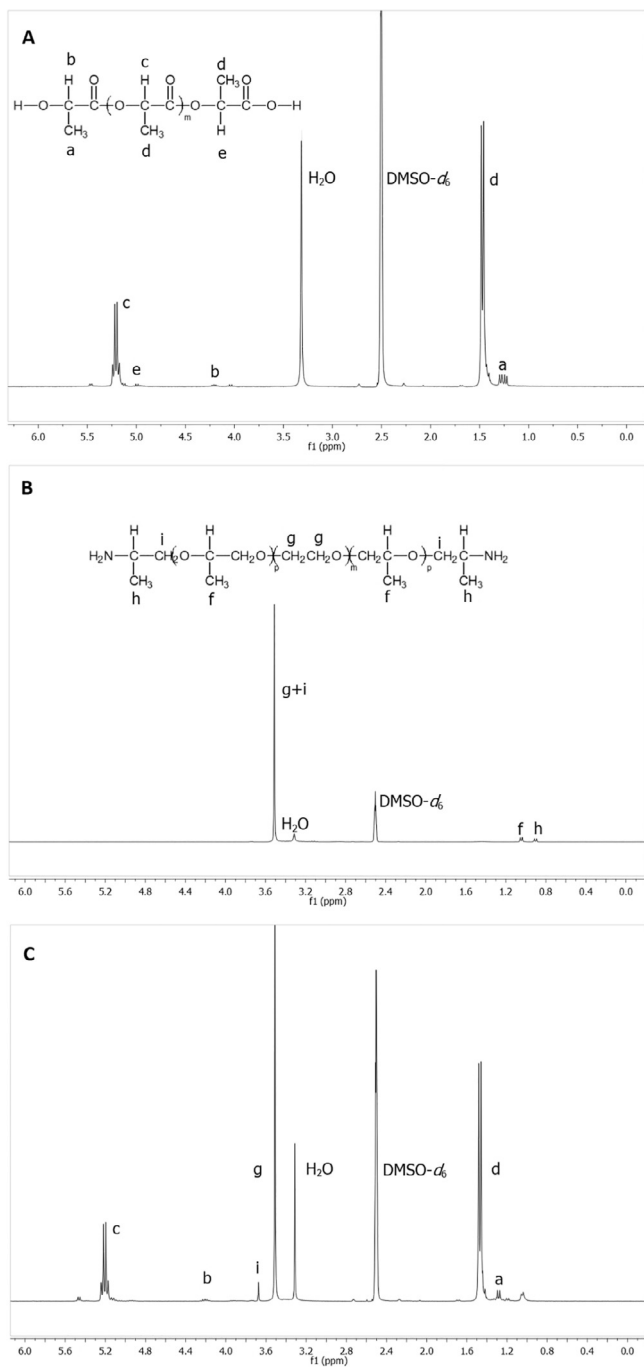 A
b c d
H O H O CH₃ O
H—O—C—C(O—C—C)ₘO—C—C—O—H
CH₃ CH₃ H
a d e
H₂O
DMSO-d₆
d
c
e
b
a
6.0 5.5 5.0 4.5 4.0 3.5 3.0 2.5 2.0 1.5 1.0 0.5 0.0
f1 (ppm)
B
H i H g g H i H
H₂N—C—CH₂(O—C—CH₂O)ₚ(CH₂CH₂O)ₘ(CH₂C—O)ₚCH₂—C—NH₂
CH₃ CH₃ CH₃ CH₃
h f f h
g+i
DMSO-d₆
H₂O
f h
6.0 5.6 5.2 4.8 4.4 4.0 3.6 3.2 2.8 2.4 2.0 1.6 1.2 0.8 0.4 0.0
f1 (ppm)
C
g
H₂O
DMSO-d₆
d
c
b
i
a
5.6 5.2 4.8 4.4 4.0 3.6 3.2 2.8 2.4 2.0 1.6 1.2 0.8 0.4 0.0
f1 (ppm)